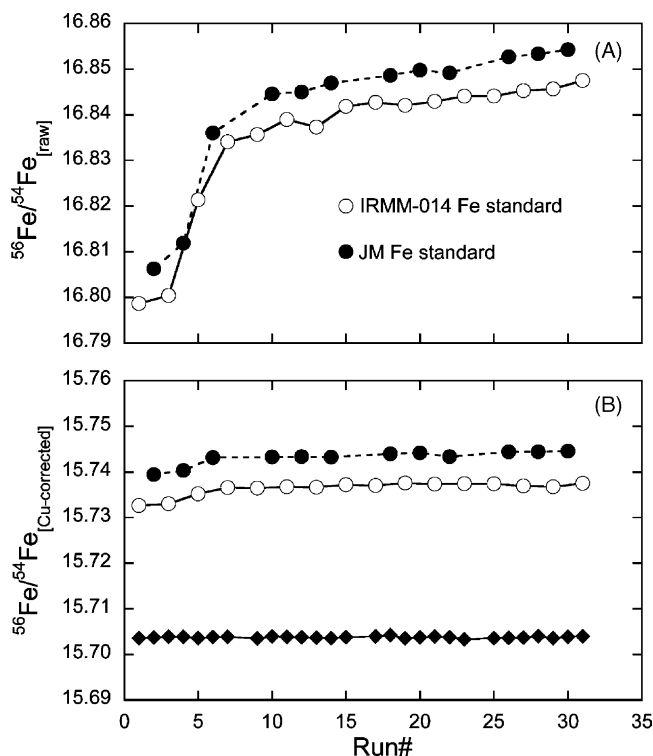 16.86
(A)
16.85
16.84
16.83
16.82
16.81
16.80
16.79
⁵⁶Fe/⁵⁴Fe[raw]
IRMM-014 Fe standard
JM Fe standard
15.76
(B)
15.75
15.74
15.73
15.72
15.71
15.70
15.69
⁵⁶Fe/⁵⁴Fe[Cu-corrected]
0 5 10 15 20 25 30 35
Run#